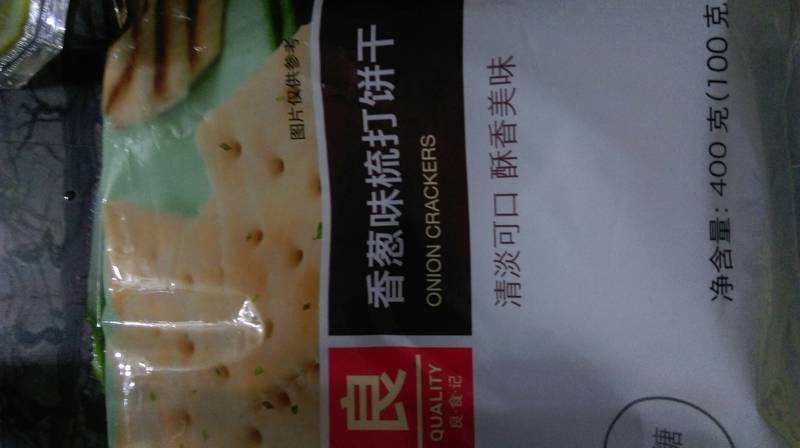 图片仅供参考
良
QUALITY
良·食·记
香葱味梳打饼干
ONION CRACKERS
清淡可口 酥香美味
净含量：400 克(100 克
糖